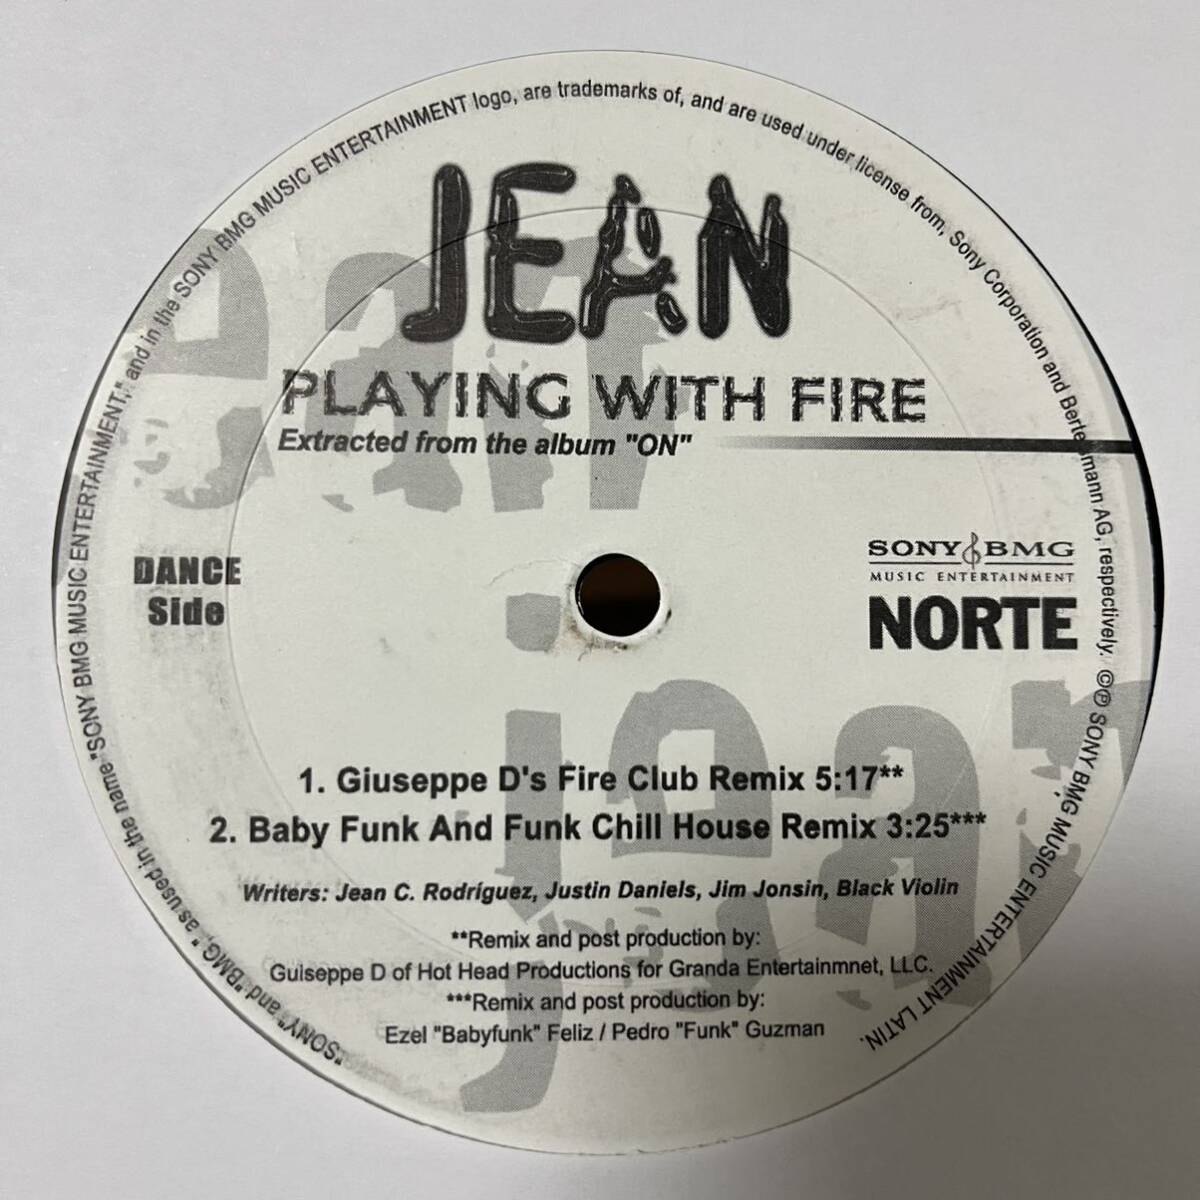 JEAN
PLAYING WITH FIRE
Extracted from the album "ON"
DANCE
Side
SONY BMG
MUSIC ENTERTAINMENT
NORTE
1. Giuseppe D's Fire Club Remix 5:17**
2. Baby Funk And Funk Chill House Remix 3:25***
Writers: Jean C. Rodríguez, Justin Daniels, Jim Jonsin, Black Violin
**Remix and post production by:
Guiseppe D of Hot Head Productions for Granda Entertainmnet, LLC.
***Remix and post production by:
Ezel "Babyfunk" Feliz / Pedro "Funk" Guzman
"SONY" and "BMG," as used in the name "SONY BMG MUSIC ENTERTAINMENT," and in the SONY BMG MUSIC ENTERTAINMENT logo, are trademarks of, and are used under license from, Sony Corporation and Bertelsmann AG, respectively. ©℗ SONY BMG MUSIC ENTERTAINMENT LATIN.
ean
jean